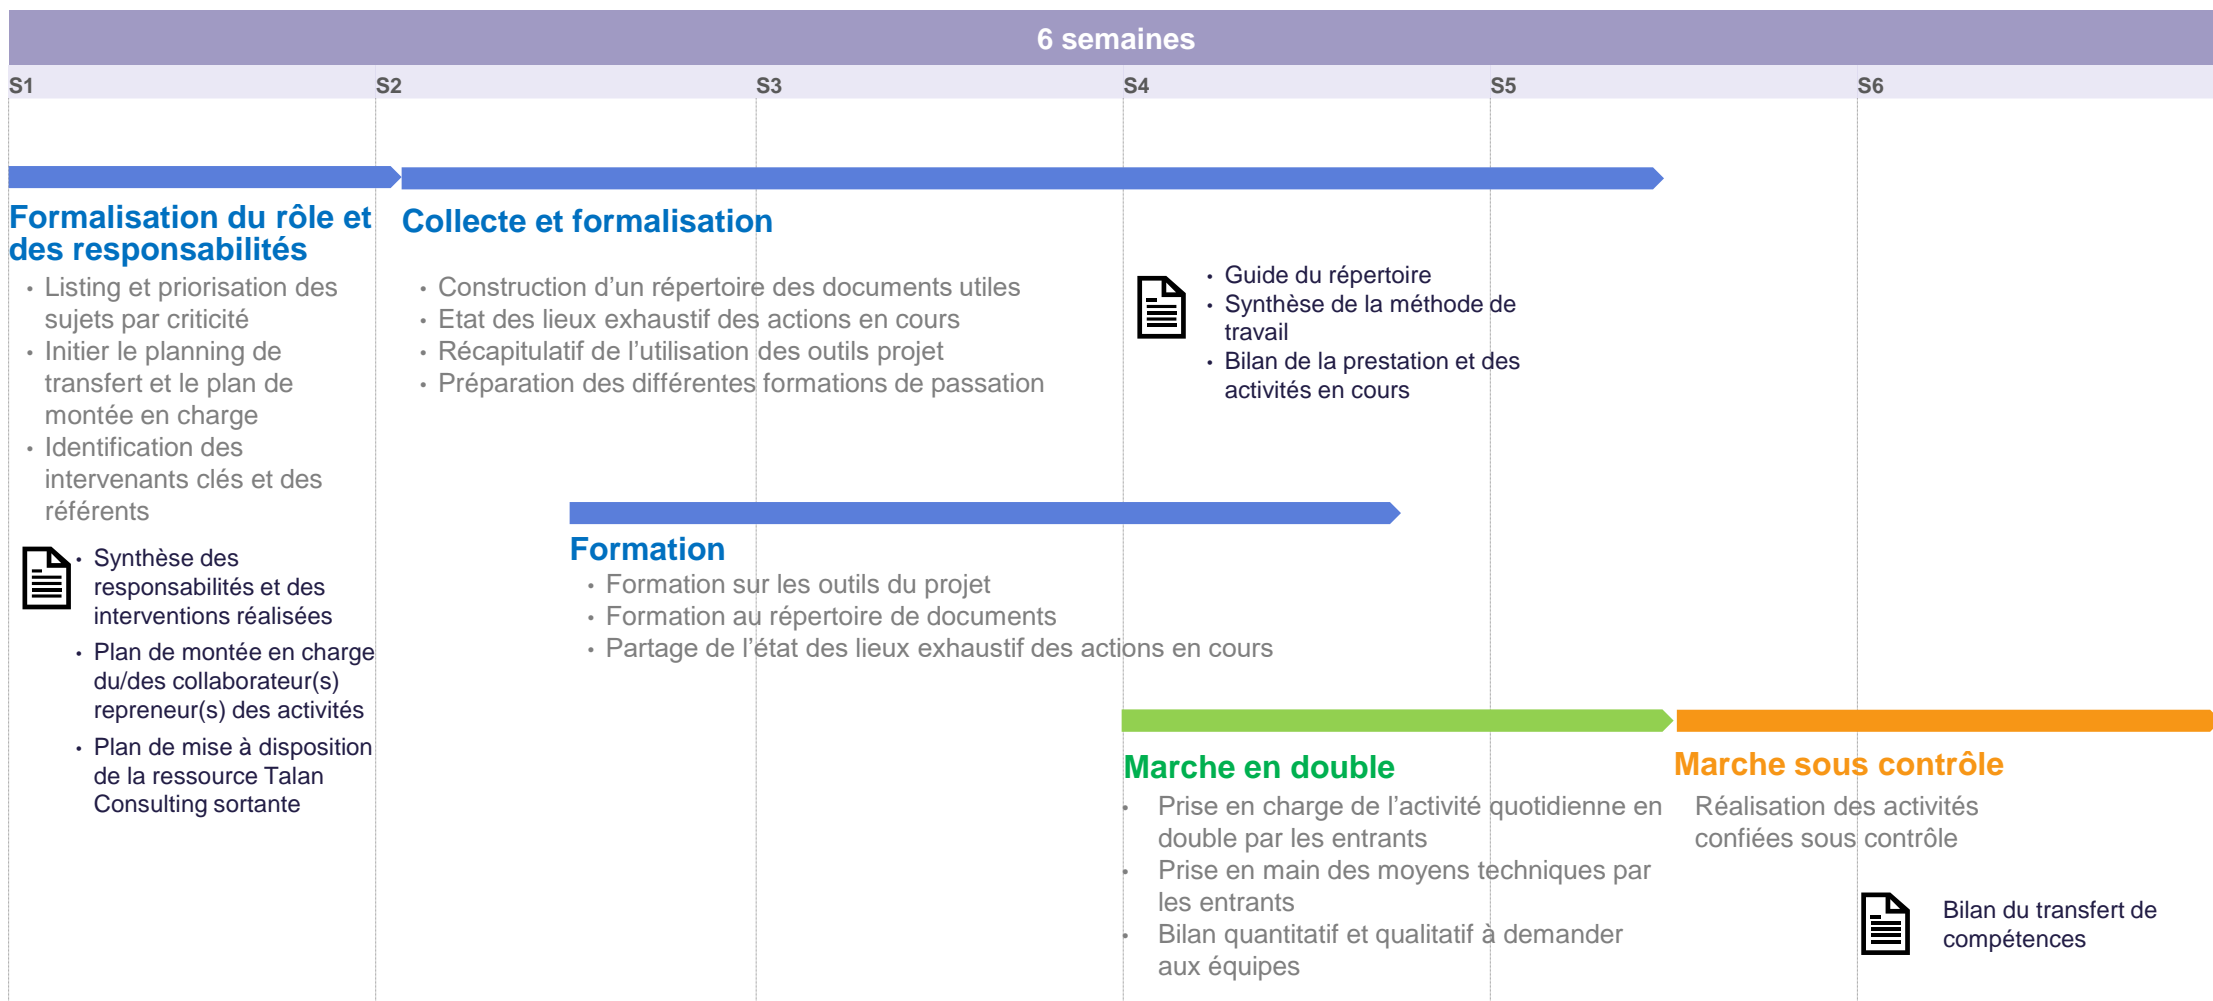 6 semaines
S1
S2
S3
S4
S5
S6
Formalisation du rôle et
des responsabilités
• Listing et priorisation des
sujets par criticité
• Initier le planning de
transfert et le plan de
montée en charge
• Identification des
intervenants clés et des
référents
• Synthèse des
responsabilités et des
interventions réalisées
• Plan de montée en charge
du/des collaborateur(s)
repreneur(s) des activités
• Plan de mise à disposition
de la ressource Talan
Consulting sortante
Collecte et formalisation
• Construction d’un répertoire des documents utiles
• Etat des lieux exhaustif des actions en cours
• Récapitulatif de l’utilisation des outils projet
• Préparation des différentes formations de passation
• Guide du répertoire
• Synthèse de la méthode de
travail
• Bilan de la prestation et des
activités en cours
Formation
• Formation sur les outils du projet
• Formation au répertoire de documents
• Partage de l’état des lieux exhaustif des actions en cours
Marche en double
• Prise en charge de l’activité quotidienne en
double par les entrants
• Prise en main des moyens techniques par
les entrants
• Bilan quantitatif et qualitatif à demander
aux équipes
Marche sous contrôle
Réalisation des activités
confiées sous contrôle
Bilan du transfert de
compétences